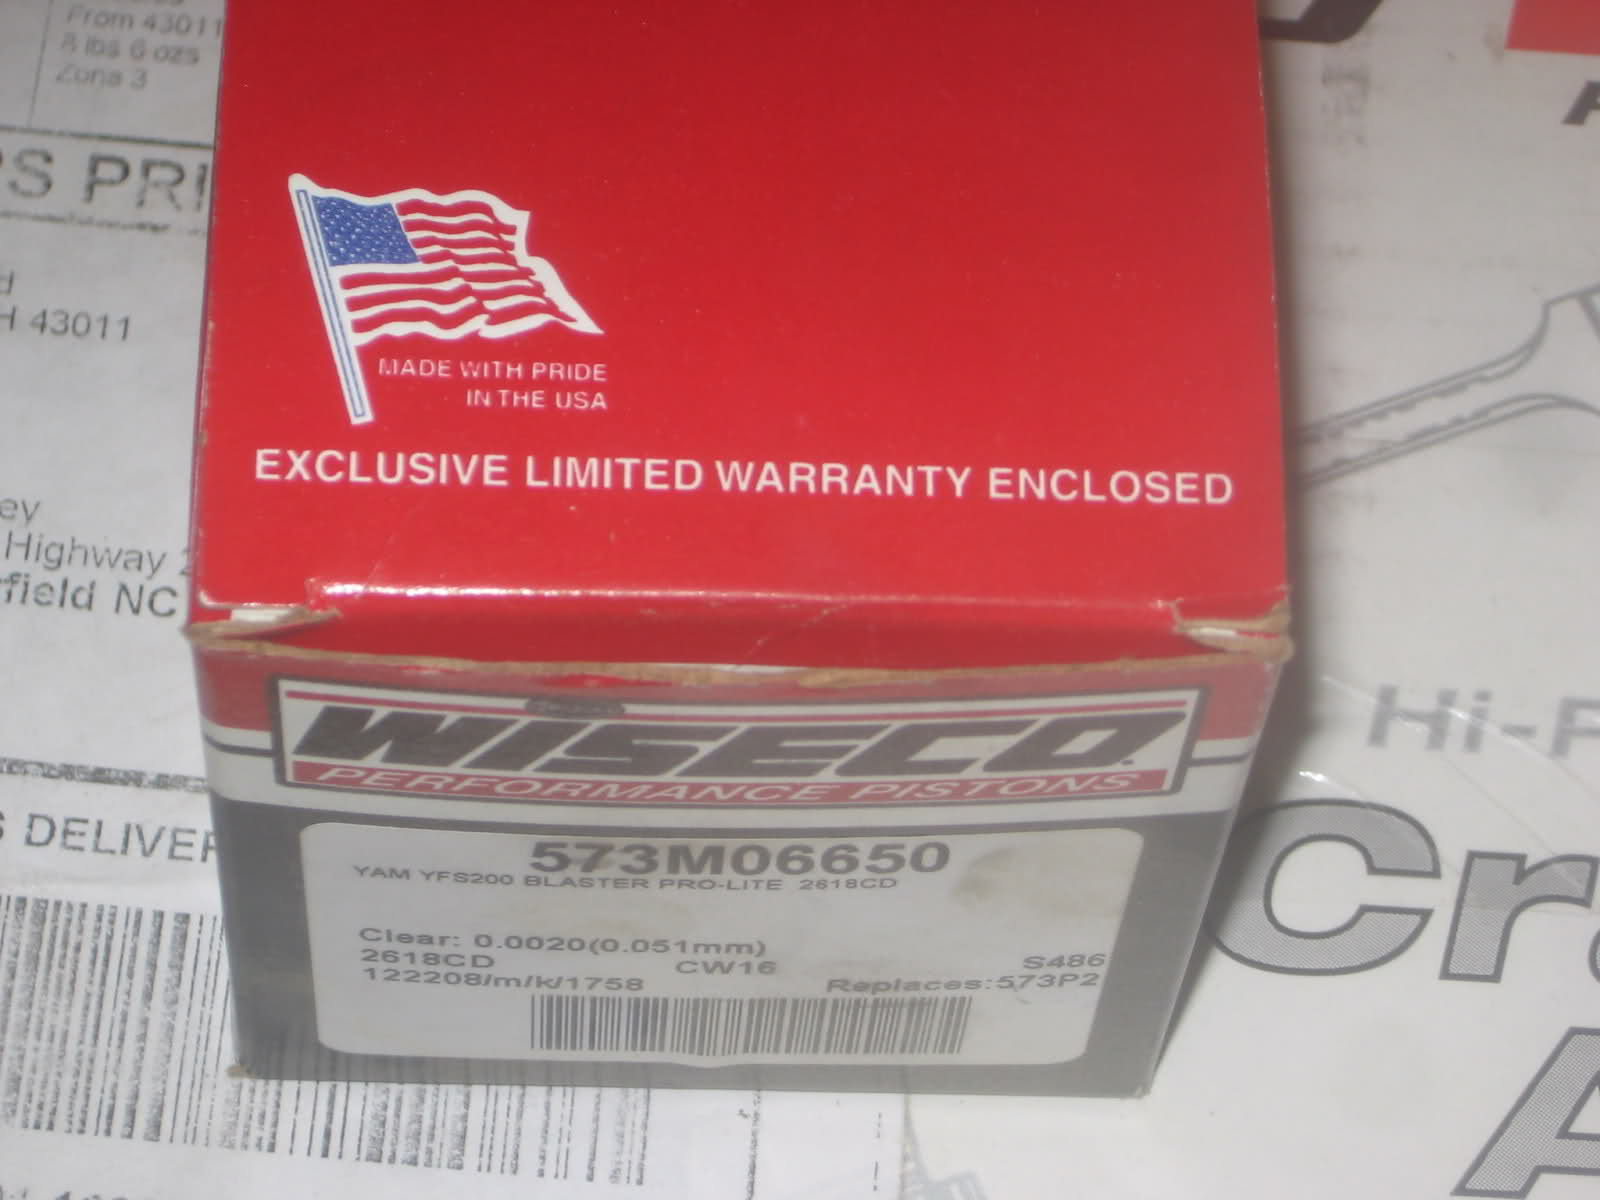 From 43011
8 lbs 6 ozs
Zone 3
S PRI
H 43011
ey
Highway
field NC
DELIVER
MADE WITH PRIDE
IN THE USA
EXCLUSIVE LIMITED WARRANTY ENCLOSED
WISECO
PERFORMANCE PISTONS
573M06650
YAM YFS200 BLASTER PRO-LITE 2618CD
Clear: 0.0020(0.051mm)
2618CD CW16 S486
122208/m/k/1758 Replaces:573P2
Hi-P
Cr
A